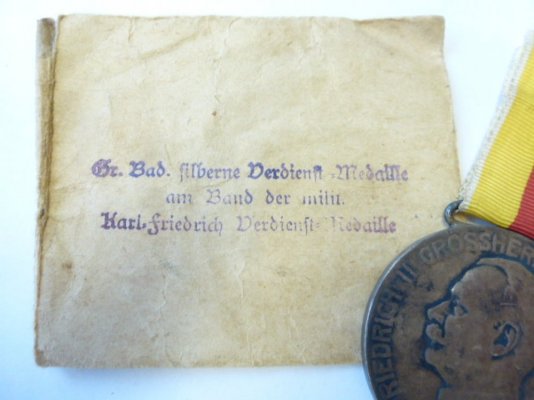 Gr. Bad. silberne Verdienst-Medaille
am Band der milit.
Karl-Friedrich Verdienst-Medaille
FRIEDRICH II GROSSHER